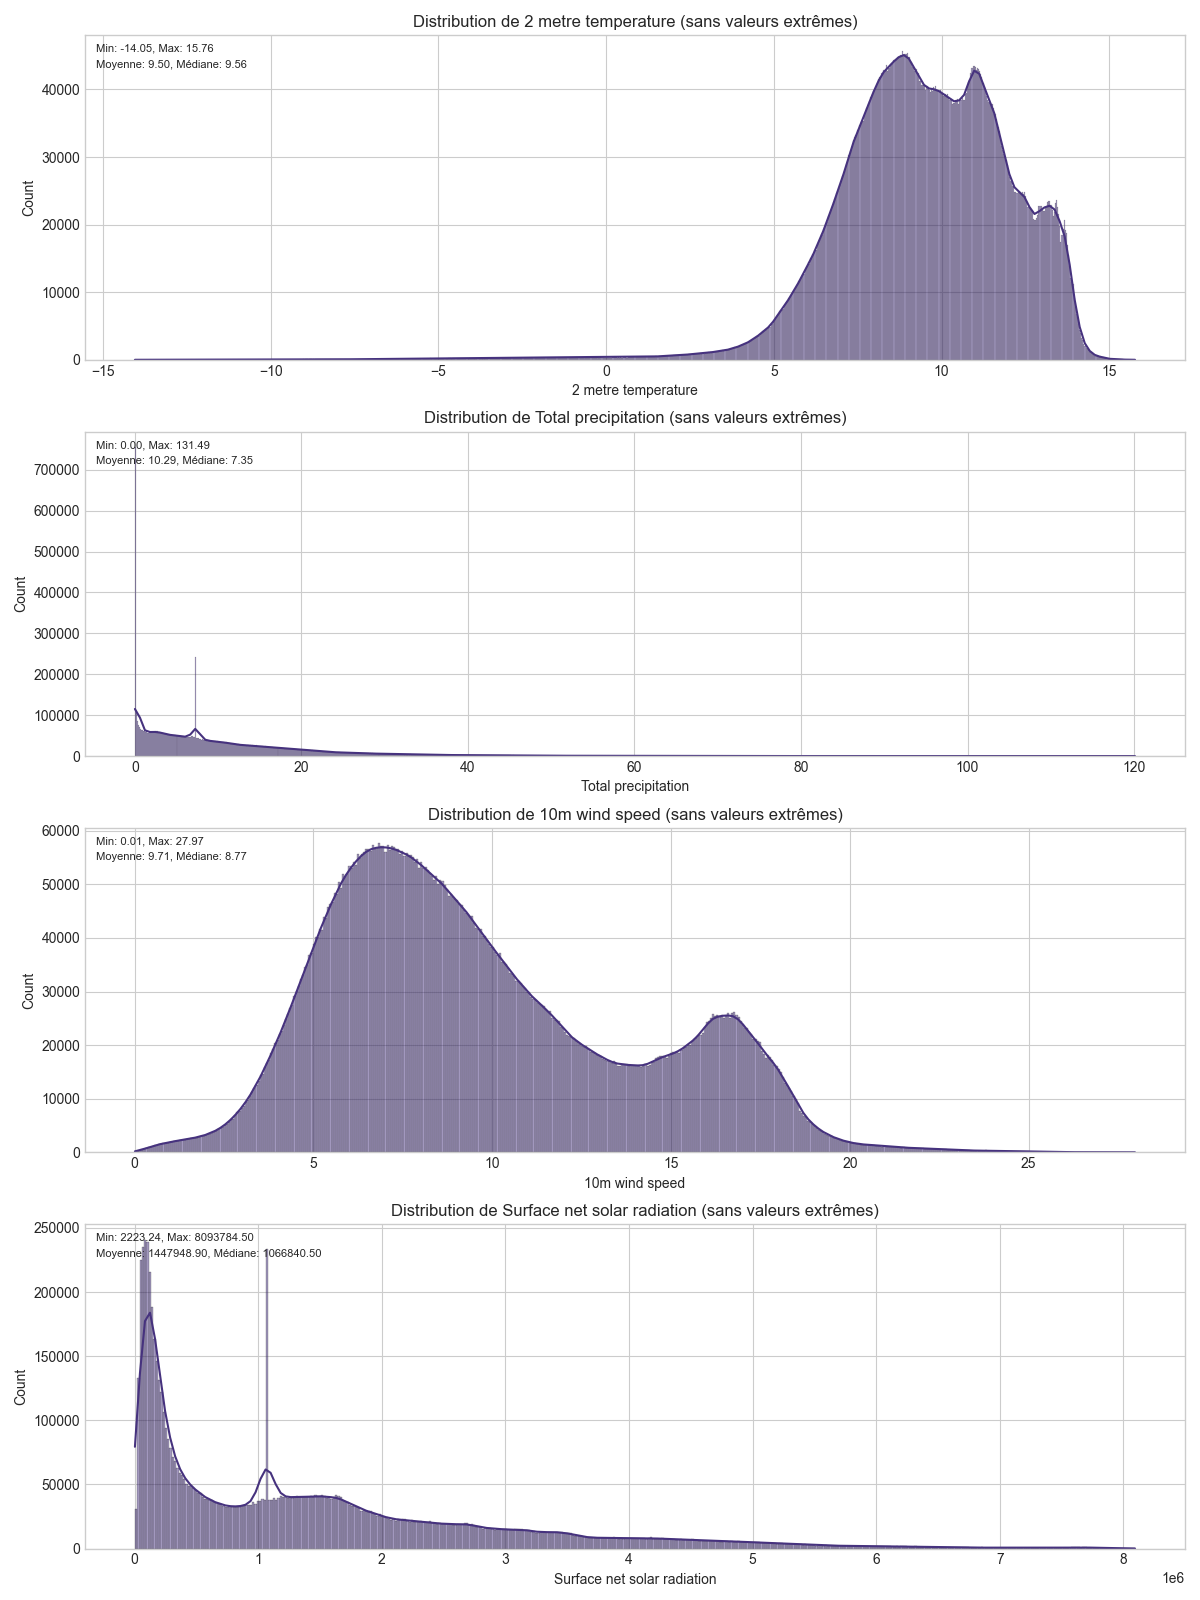 Distribution de 2 metre temperature (sans valeurs extrêmes)
Min: -14.05, Max: 15.76
Moyenne: 9.50, Médiane: 9.56
Count
40000
30000
20000
10000
0
−15 −10 −5 0 5 10 15
2 metre temperature
Distribution de Total precipitation (sans valeurs extrêmes)
Min: 0.00, Max: 131.49
Moyenne: 10.29, Médiane: 7.35
Count
700000
600000
500000
400000
300000
200000
100000
0
0 20 40 60 80 100 120
Total precipitation
Distribution de 10m wind speed (sans valeurs extrêmes)
Min: 0.01, Max: 27.97
Moyenne: 9.71, Médiane: 8.77
Count
60000
50000
40000
30000
20000
10000
0
0 5 10 15 20 25
10m wind speed
Distribution de Surface net solar radiation (sans valeurs extrêmes)
Min: 2223.24, Max: 8093784.50
Moyenne: 1447948.90, Médiane: 1066840.50
Count
250000
200000
150000
100000
50000
0
0 1 2 3 4 5 6 7 8
1e6
Surface net solar radiation